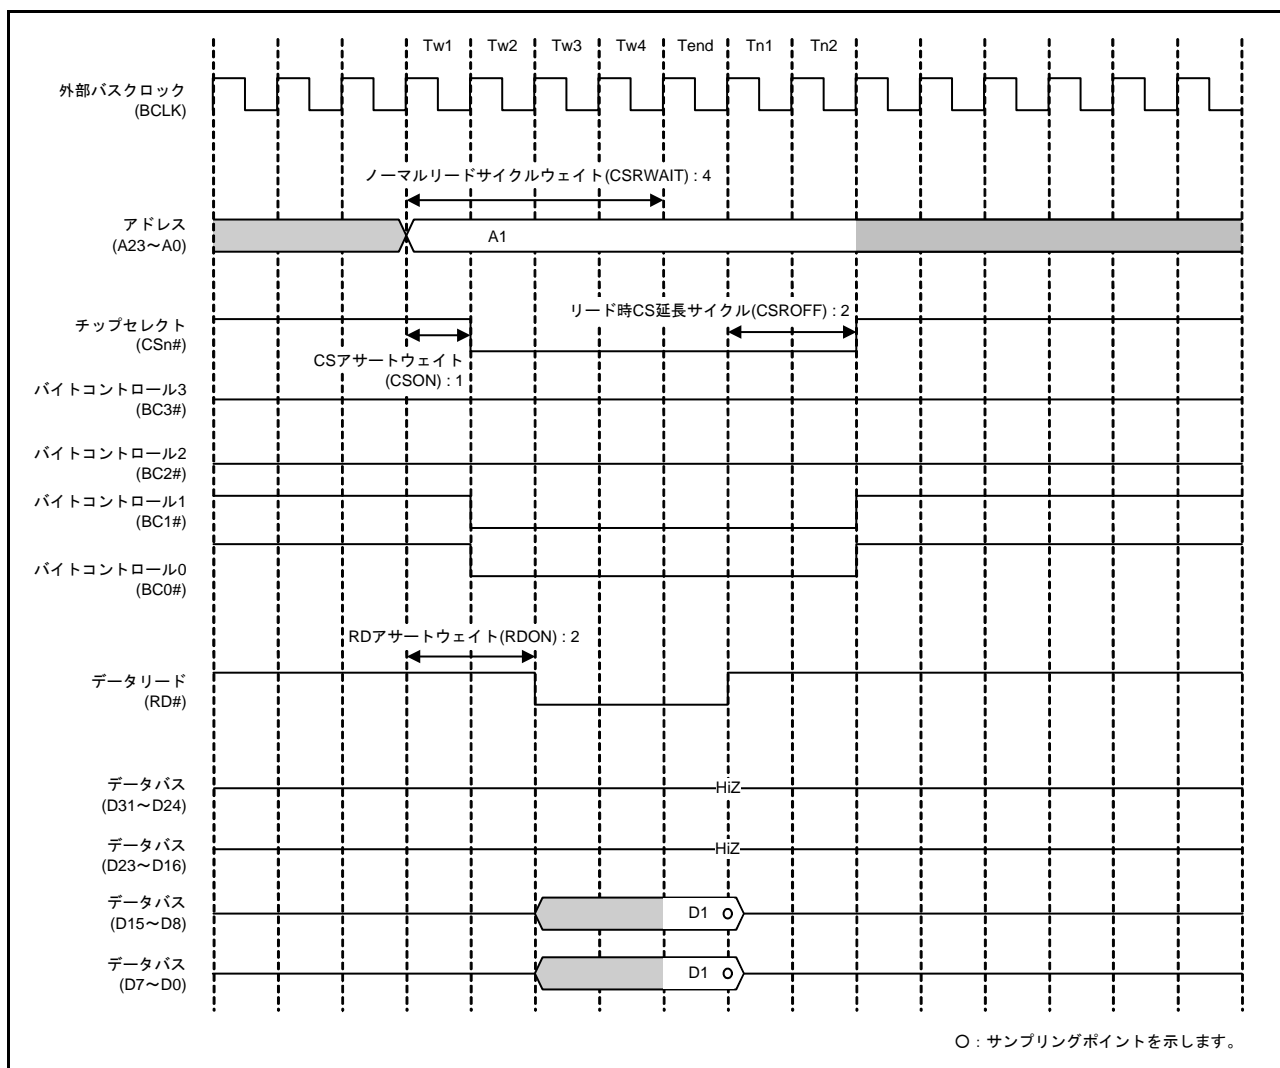 Tw1 Tw2 Tw3 Tw4 Tend Tn1 Tn2
外部バスクロック
(BCLK)
ノーマルリードサイクルウェイト(CSRWAIT) : 4
アドレス
(A23～A0)
A1
リード時CS延長サイクル(CSROFF) : 2
チップセレクト
(CSn#)
CSアサートウェイト
(CSON) : 1
バイトコントロール3
(BC3#)
バイトコントロール2
(BC2#)
バイトコントロール1
(BC1#)
バイトコントロール0
(BC0#)
RDアサートウェイト(RDON) : 2
データリード
(RD#)
データバス
(D31～D24)
HiZ
データバス
(D23～D16)
HiZ
データバス
(D15～D8)
D1
データバス
(D7～D0)
D1
○ : サンプリングポイントを示します。